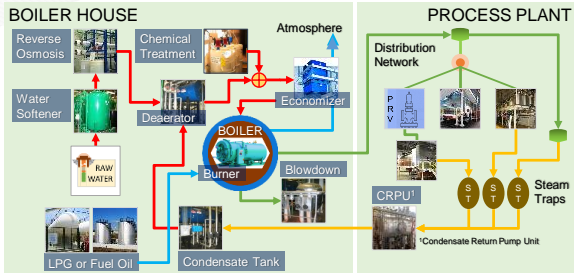 BOILER HOUSE
PROCESS PLANT
Reverse
Osmosis
Chemical
Treatment
Atmosphere
Distribution
Network
Water
Softener
Deaerator
Economizer
P
R
V
BOILER
RAW
WATER
Burner
Blowdown
CRPU¹
S
T
S
T
S
T
Steam
Traps
LPG or Fuel Oil
Condensate Tank
¹Condensate Return Pump Unit